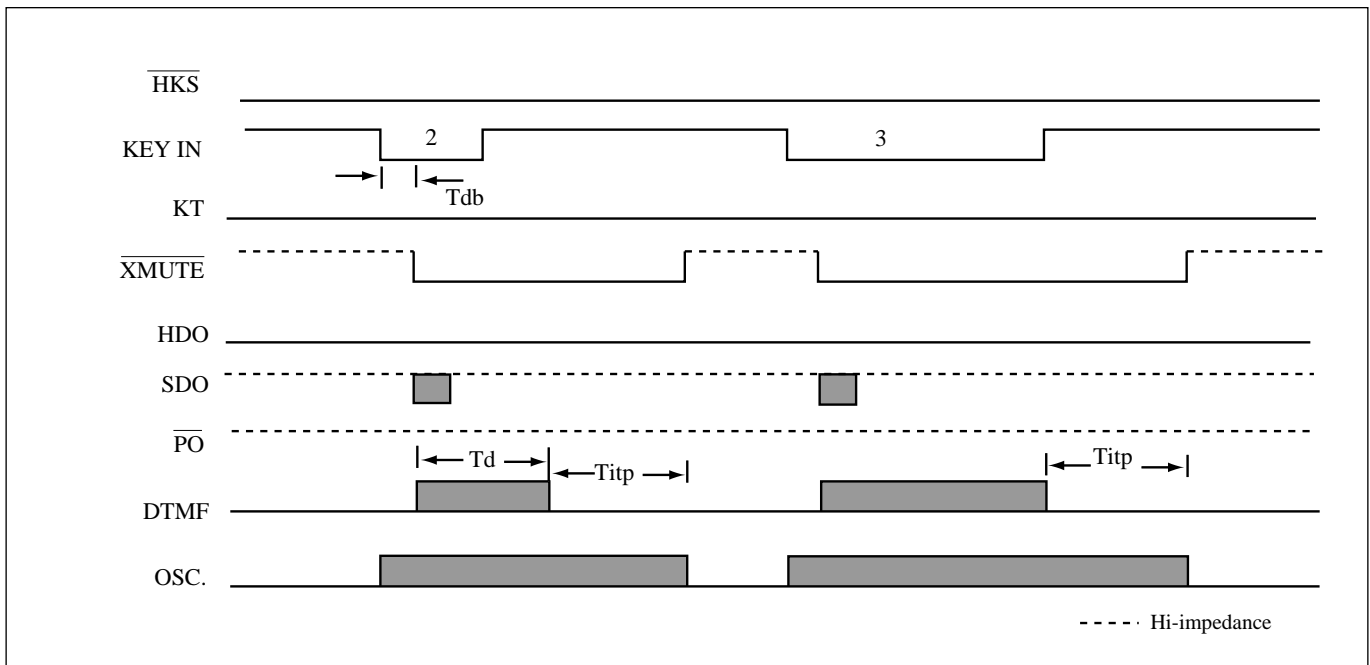 HKS
KEY IN 2 3
Tdb
KT
XMUTE
HDO
SDO
PO
Td Titp Titp
DTMF
OSC.
Hi-impedance